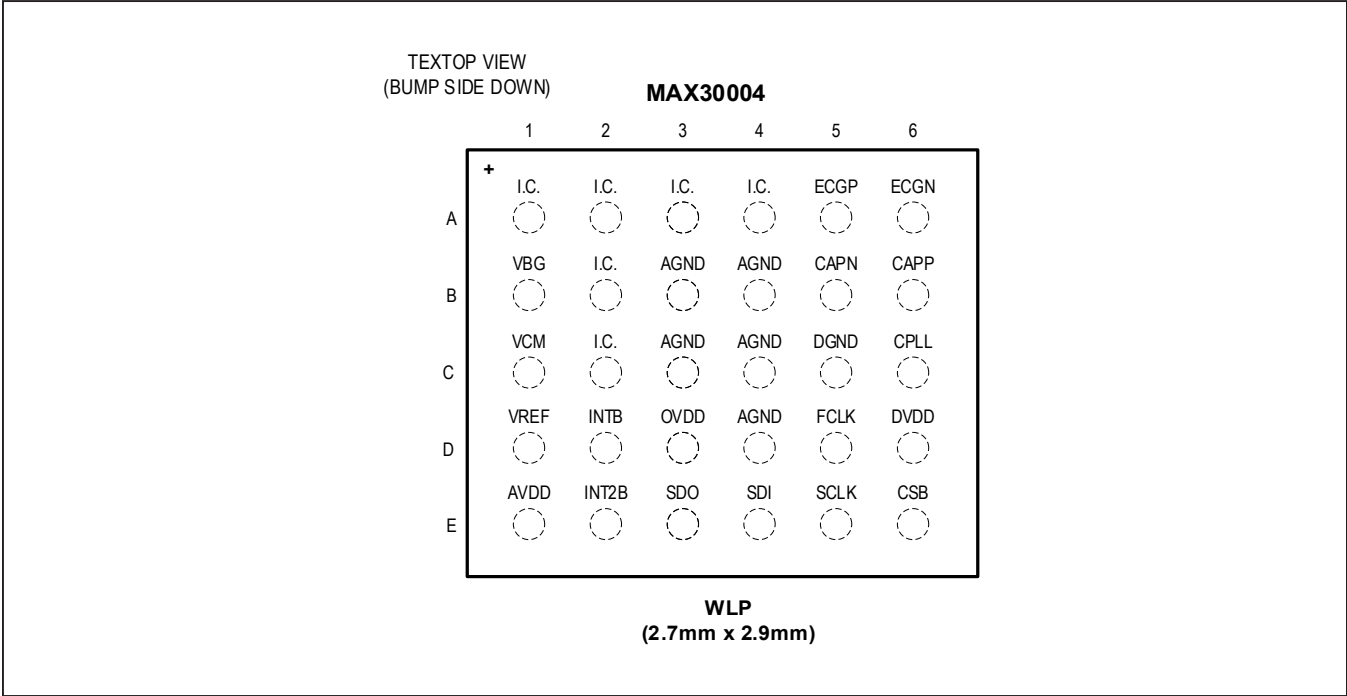 TEXTOP VIEW
(BUMP SIDE DOWN)
MAX30004
1 2 3 4 5 6
+
I.C. I.C. I.C. I.C. ECGP ECGN
A
VBG I.C. AGND AGND CAPN CAPP
B
VCM I.C. AGND AGND DGND CPLL
C
VREF INTB OVDD AGND FCLK DVDD
D
AVDD INT2B SDO SDI SCLK CSB
E
WLP
(2.7mm x 2.9mm)